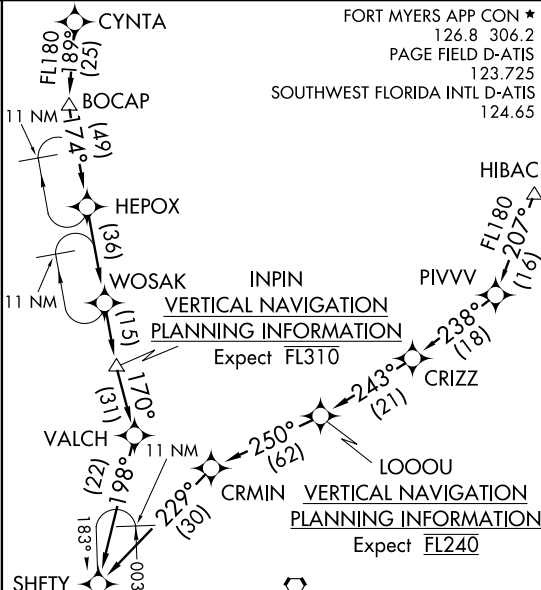 CYNTA
FORT MYERS APP CON ★
126.8 306.2
PAGE FIELD D-ATIS
123.725
SOUTHWEST FLORIDA INTL D-ATIS
124.65
FL180
189°
(25)
BOCAP
11 NM
174°
(49)
HEPOX
HIBAC
FL180
207°
(16)
(36)
WOSAK
11 NM
(15)
INPIN
VERTICAL NAVIGATION
PLANNING INFORMATION
Expect FL310
PIVVV
238°
(18)
CRIZZ
243°
(21)
170°
(31)
VALCH
11 NM
250°
(62)
LOOOU
VERTICAL NAVIGATION
PLANNING INFORMATION
Expect FL240
CRMIN
198°
(22)
229°
(30)
183°
003
SHFTY